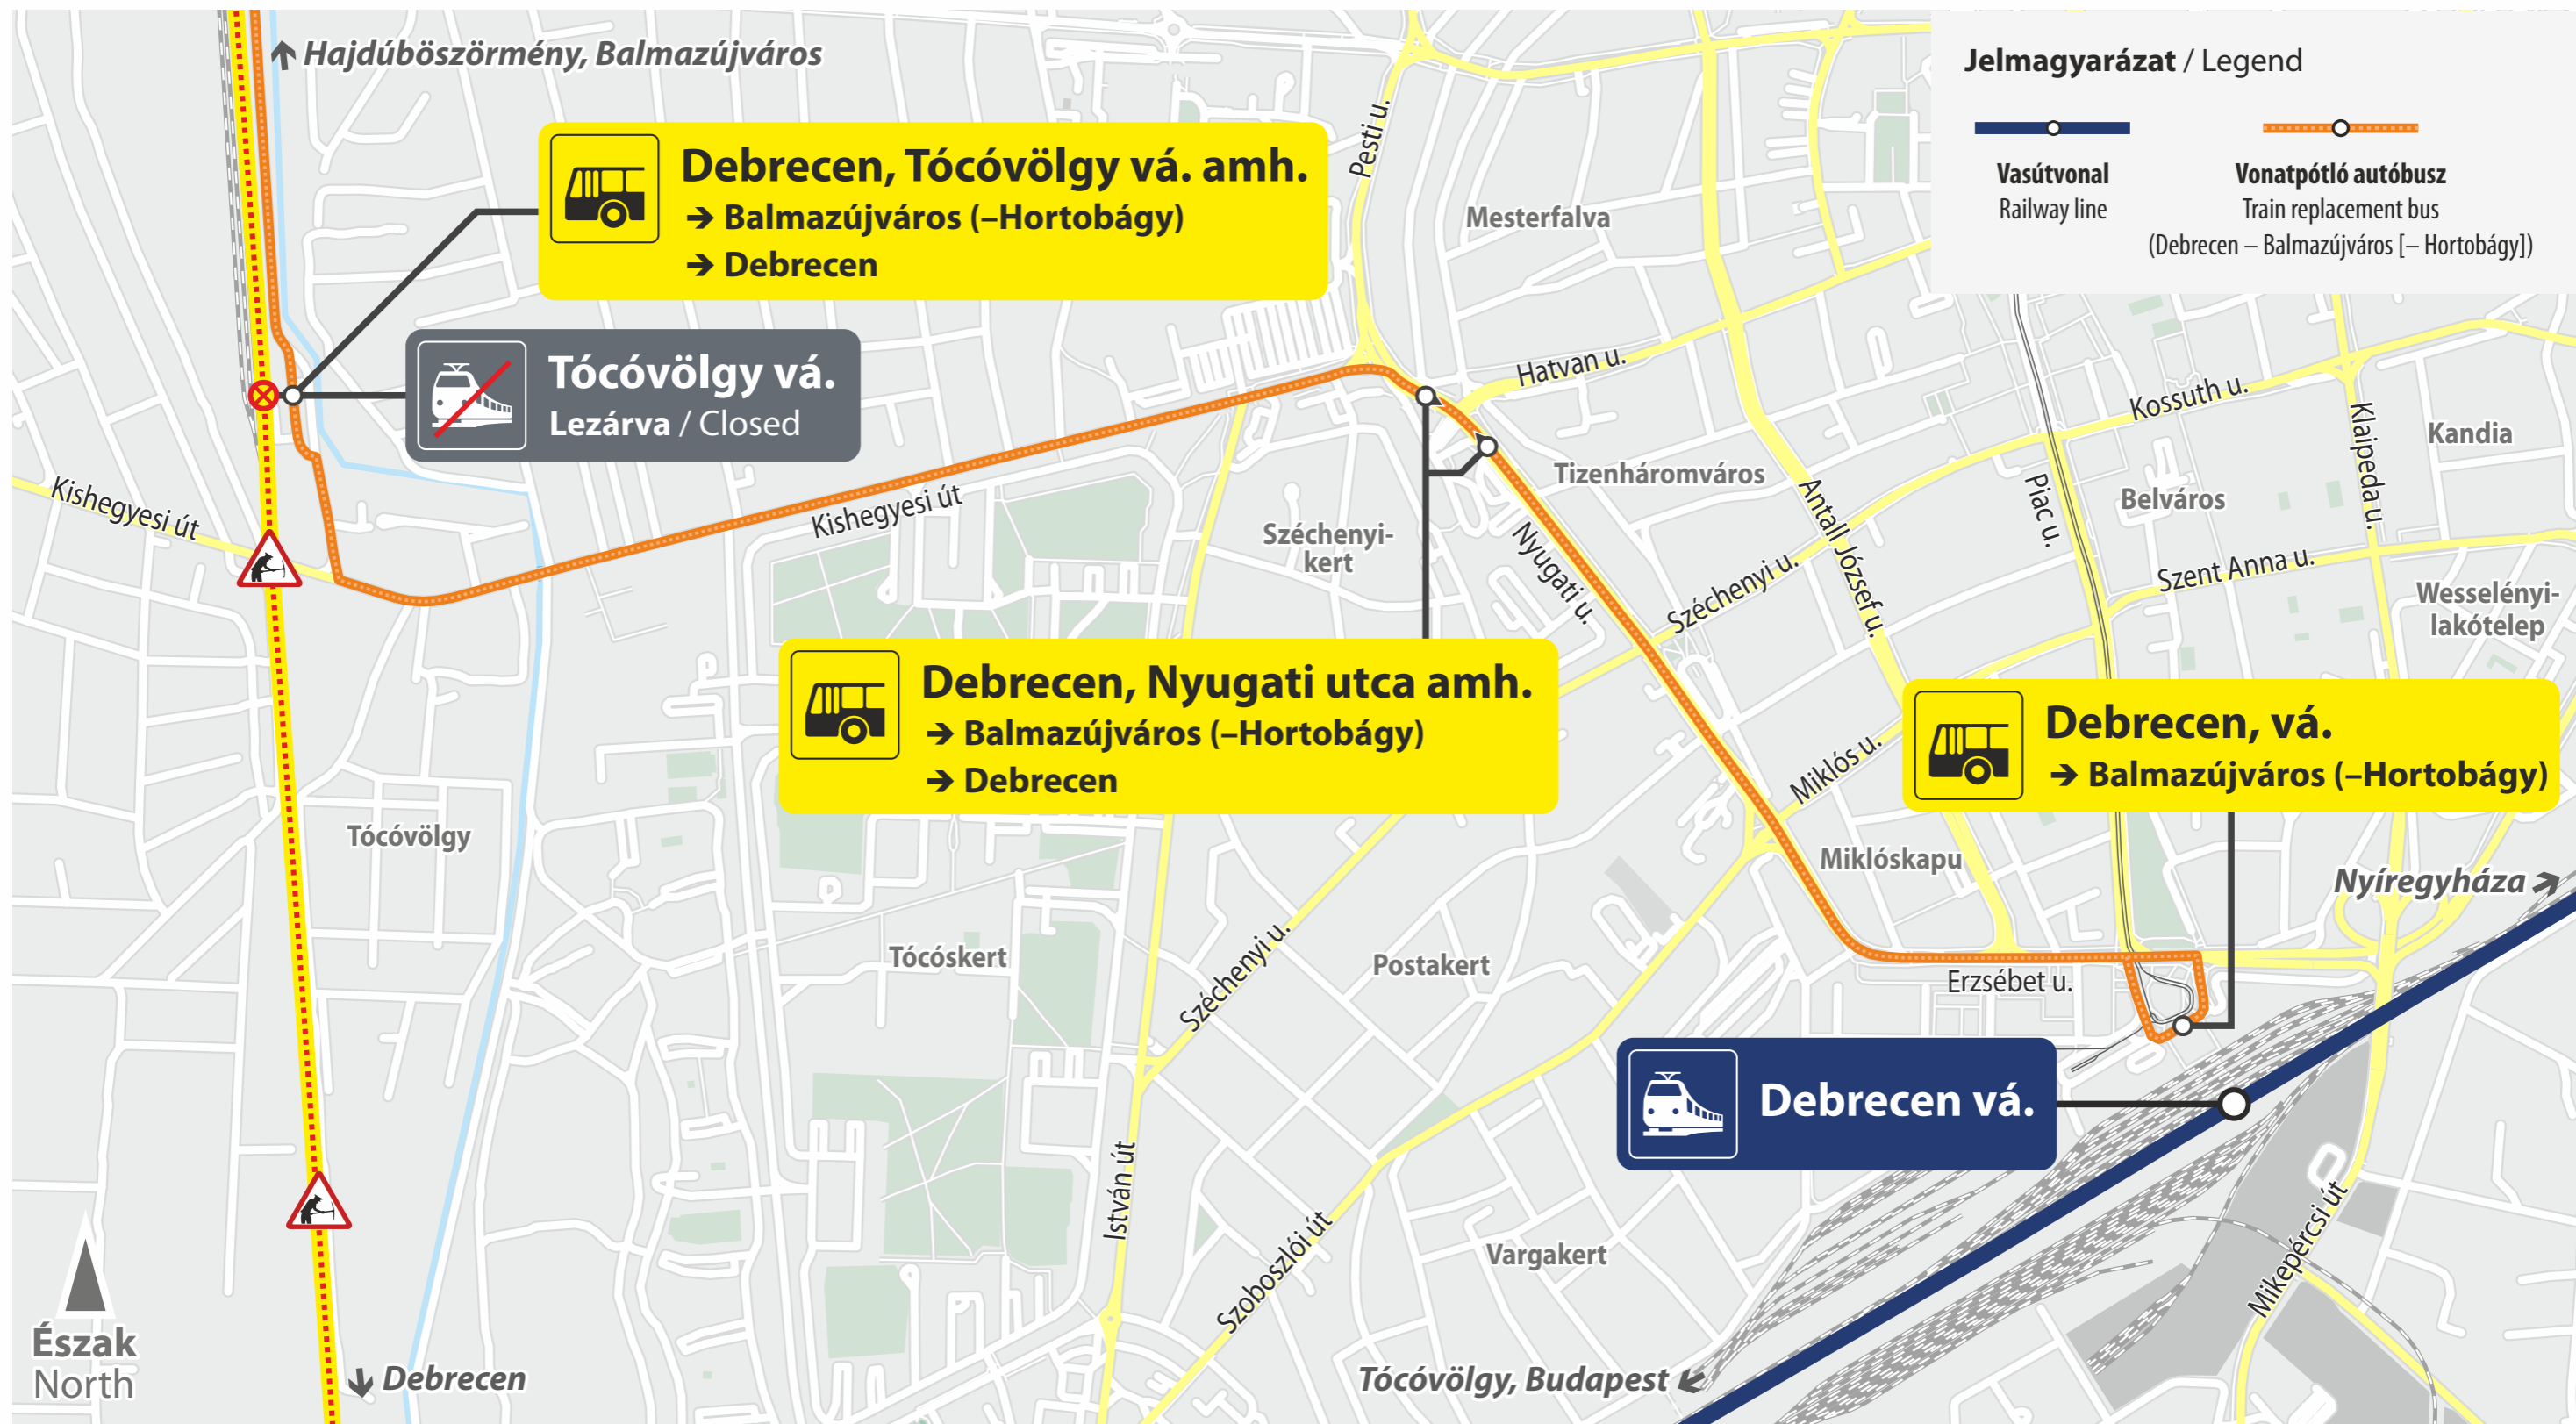 Hajdúböszörmény, Balmazújváros
Jelmagyarázat / Legend
Vasútvonal
Railway line
Vonatpótló autóbusz
Train replacement bus
(Debrecen – Balmazújváros [– Hortobágy])
Debrecen, Tócóvölgy vá. amh.
→ Balmazújváros (–Hortobágy)
→ Debrecen
Pesti u.
Mesterfalva
Tócóvölgy vá.
Lezárva / Closed
Hatvan u.
Kossuth u.
Klaipeda u.
Kandia
Kishegyesi út
Kishegyesi út
Széchenyi-
kert
Tizenháromváros
Nyugati u.
Antall József u.
Széchenyi u.
Piac u.
Belváros
Szent Anna u.
Wesselényi-
lakótelep
Debrecen, Nyugati utca amh.
→ Balmazújváros (–Hortobágy)
→ Debrecen
Debrecen, vá.
→ Balmazújváros (–Hortobágy)
Miklós u.
Tócóvölgy
Miklóskapu
Nyíregyháza
Tócóskert
Széchenyi u.
Postakert
Erzsébet u.
Debrecen vá.
István út
Szoboszlói út
Vargakert
Mikepércsi út
Észak
North
Debrecen
Tócóvölgy, Budapest